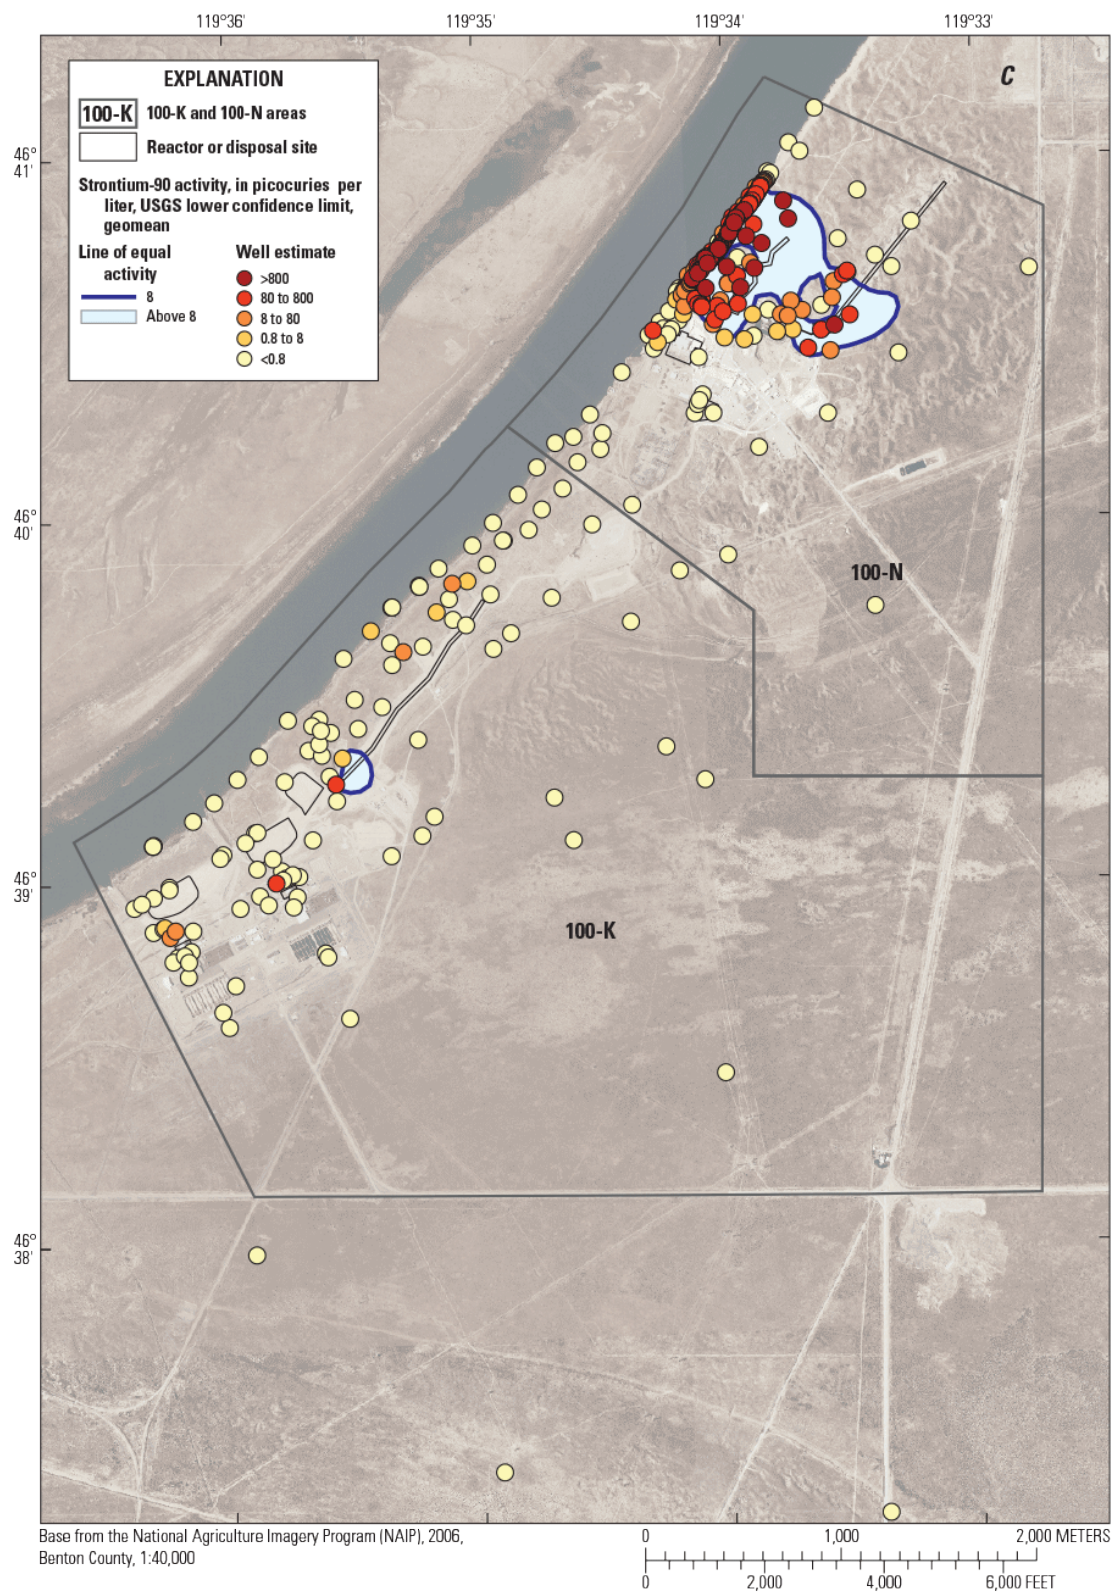 119°36' 119°35' 119°34' 119°33'
C
EXPLANATION
100-K 100-K and 100-N areas
Reactor or disposal site
Strontium-90 activity, in picocuries per
liter, USGS lower confidence limit,
geomean
Line of equal
activity
8
Above 8
Well estimate
>800
80 to 800
8 to 80
0.8 to 8
<0.8
46°
41'
46°
40'
100-N
46°
39'
100-K
46°
38'
Base from the National Agriculture Imagery Program (NAIP), 2006,
Benton County, 1:40,000
0 1,000 2,000 METERS
0 2,000 4,000 6,000 FEET